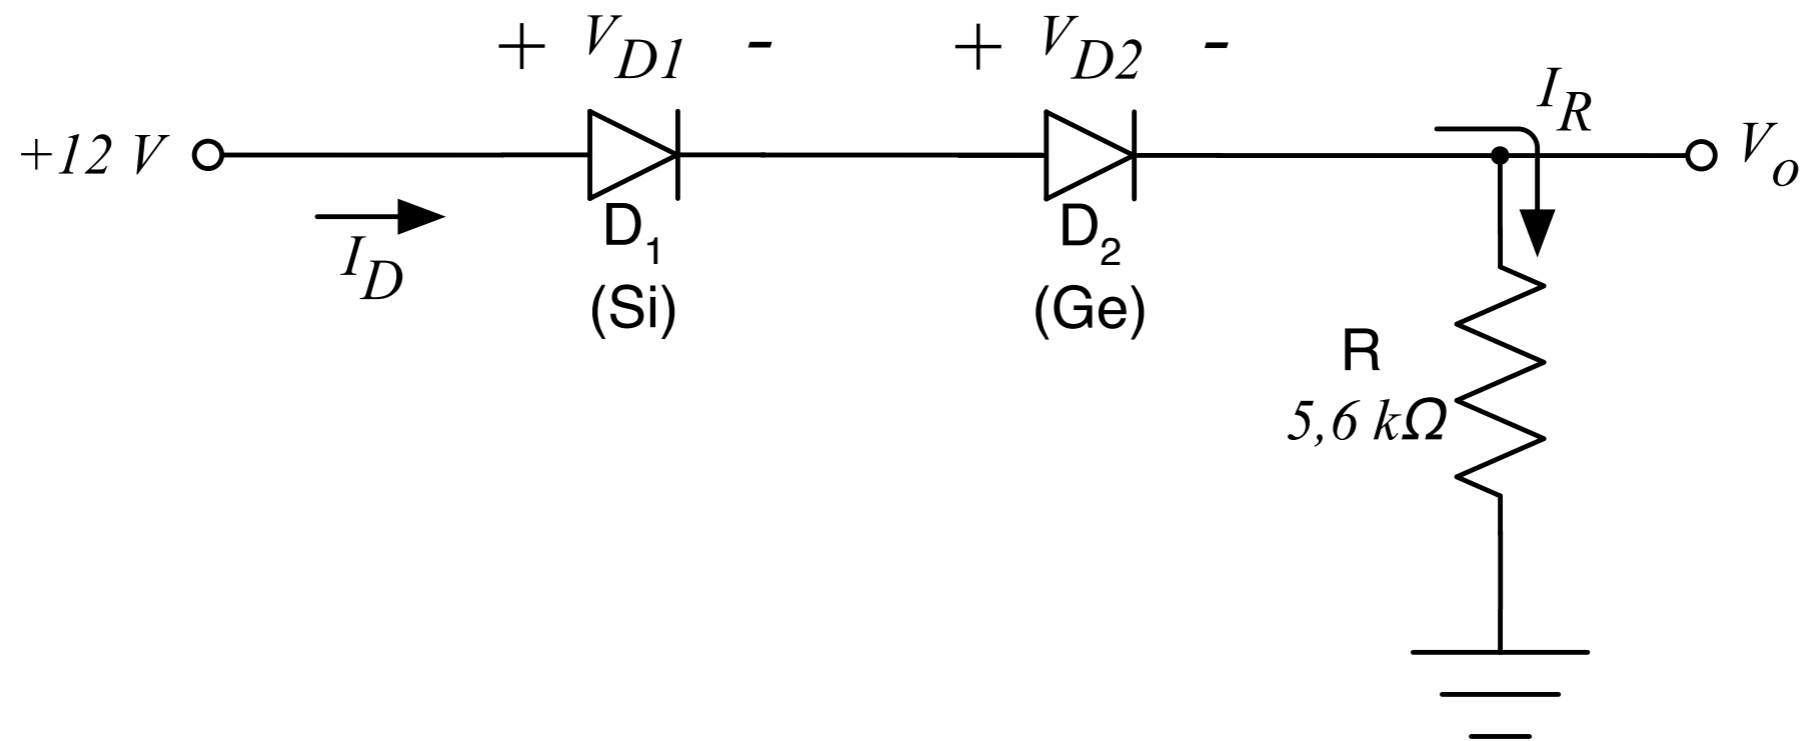 + V_D1 -
+ V_D2 -
I_R
+12 V
V_o
I_D
D_1
(Si)
D_2
(Ge)
R
5,6 kΩ